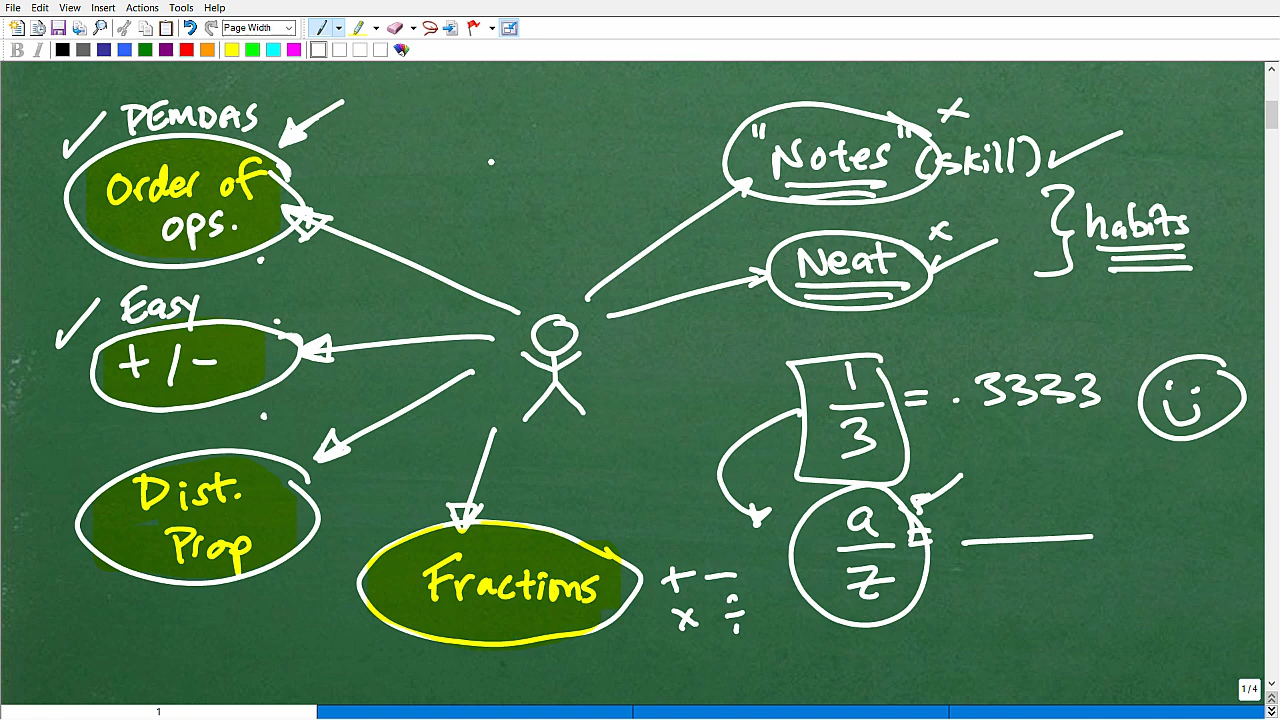 File Edit View Insert Actions Tools Help
Page Width
B I
PEMDAS
Order of
ops.
Easy
+ / -
Dist.
Prop
Fractions
+ -
x ÷
"Notes" (skill)
x
Neat
x
habits
1/3 = .3333
a/z =
1/4
1